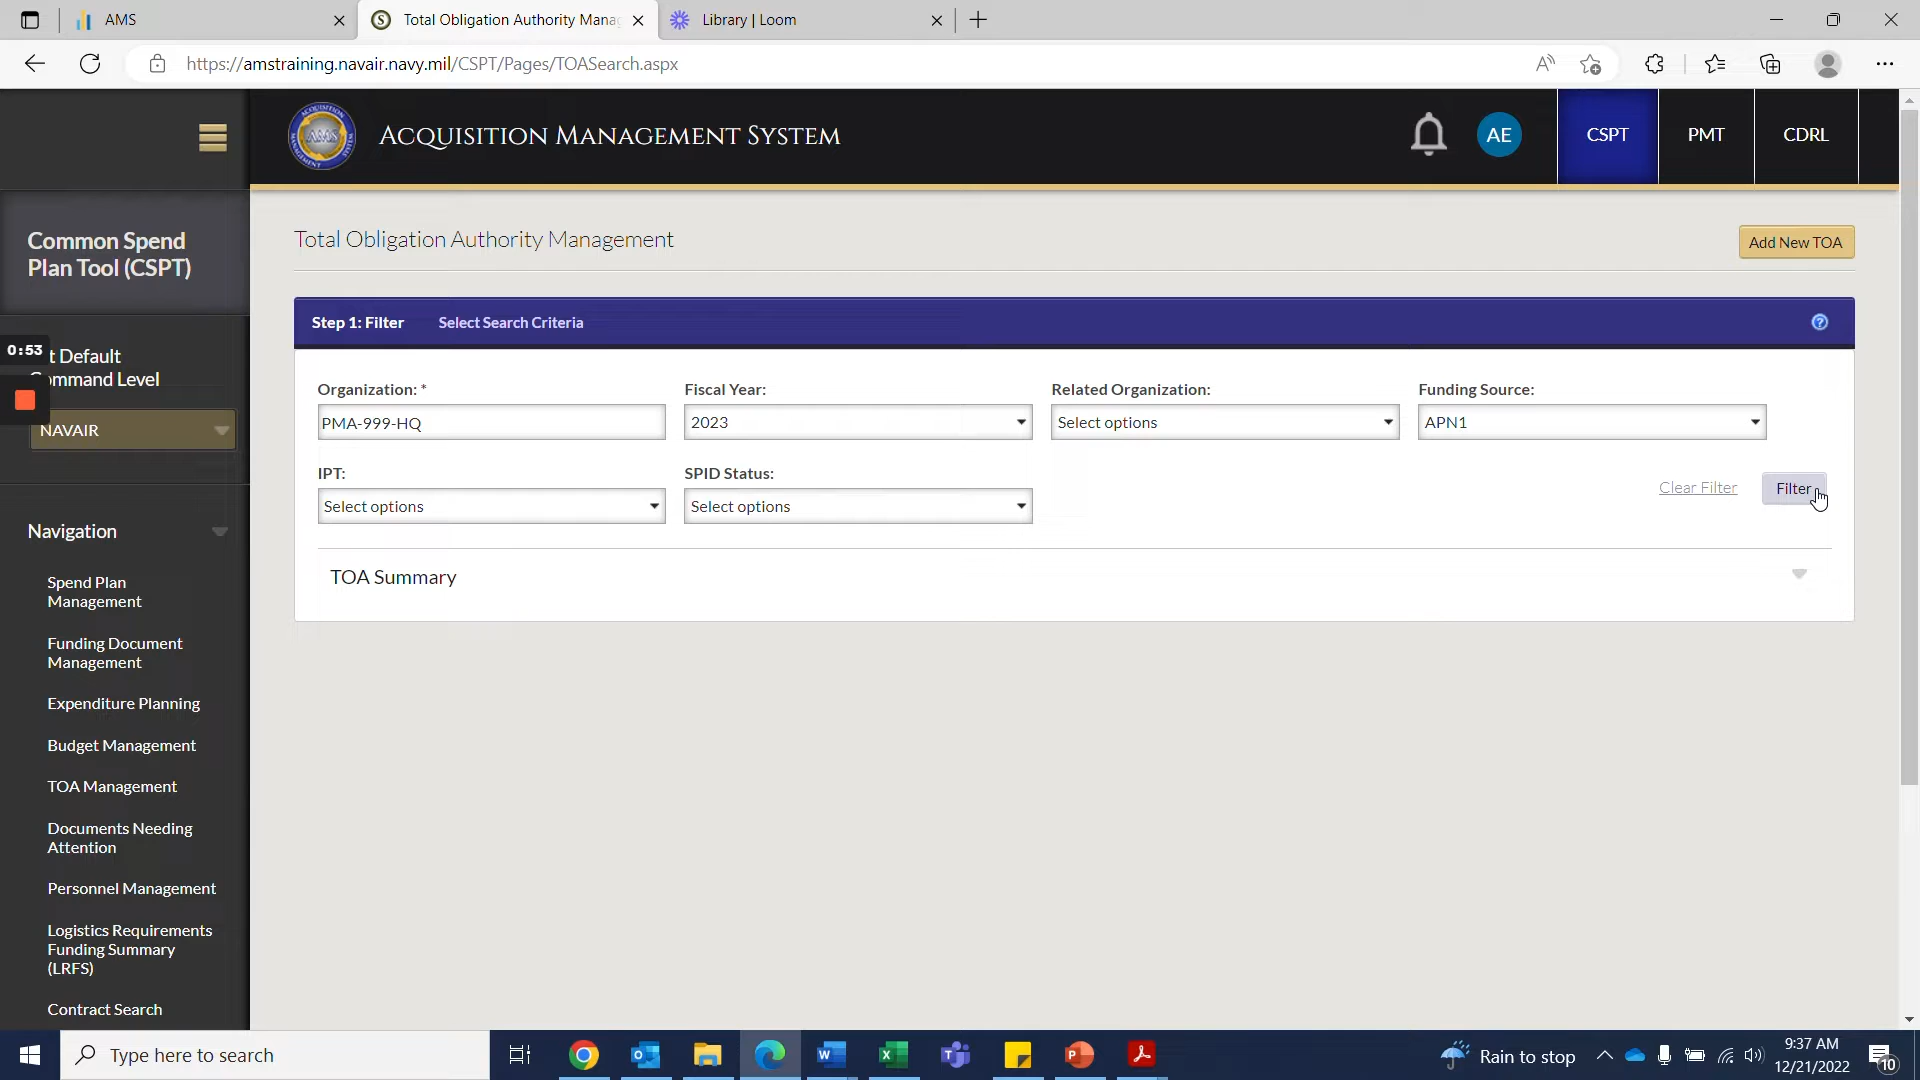 AMS
Total Obligation Authority Mana
Library | Loom
https://amstraining.navair.navy.mil/CSPT/Pages/TOASearch.aspx
AMS
Acquisition Management System
AE
CSPT
PMT
CDRL
Common Spend
Plan Tool (CSPT)
Total Obligation Authority Management
Add New TOA
Step 1: Filter
Select Search Criteria
0:53
t Default
ommand Level
NAVAIR
Organization: *
Fiscal Year:
Related Organization:
Funding Source:
PMA-999-HQ
2023
Select options
APN1
IPT:
SPID Status:
Select options
Select options
Clear Filter
Filter
Navigation
TOA Summary
Spend Plan
Management
Funding Document
Management
Expenditure Planning
Budget Management
TOA Management
Documents Needing
Attention
Personnel Management
Logistics Requirements
Funding Summary
(LRFS)
Contract Search
Type here to search
Rain to stop
9:37 AM
12/21/2022
10